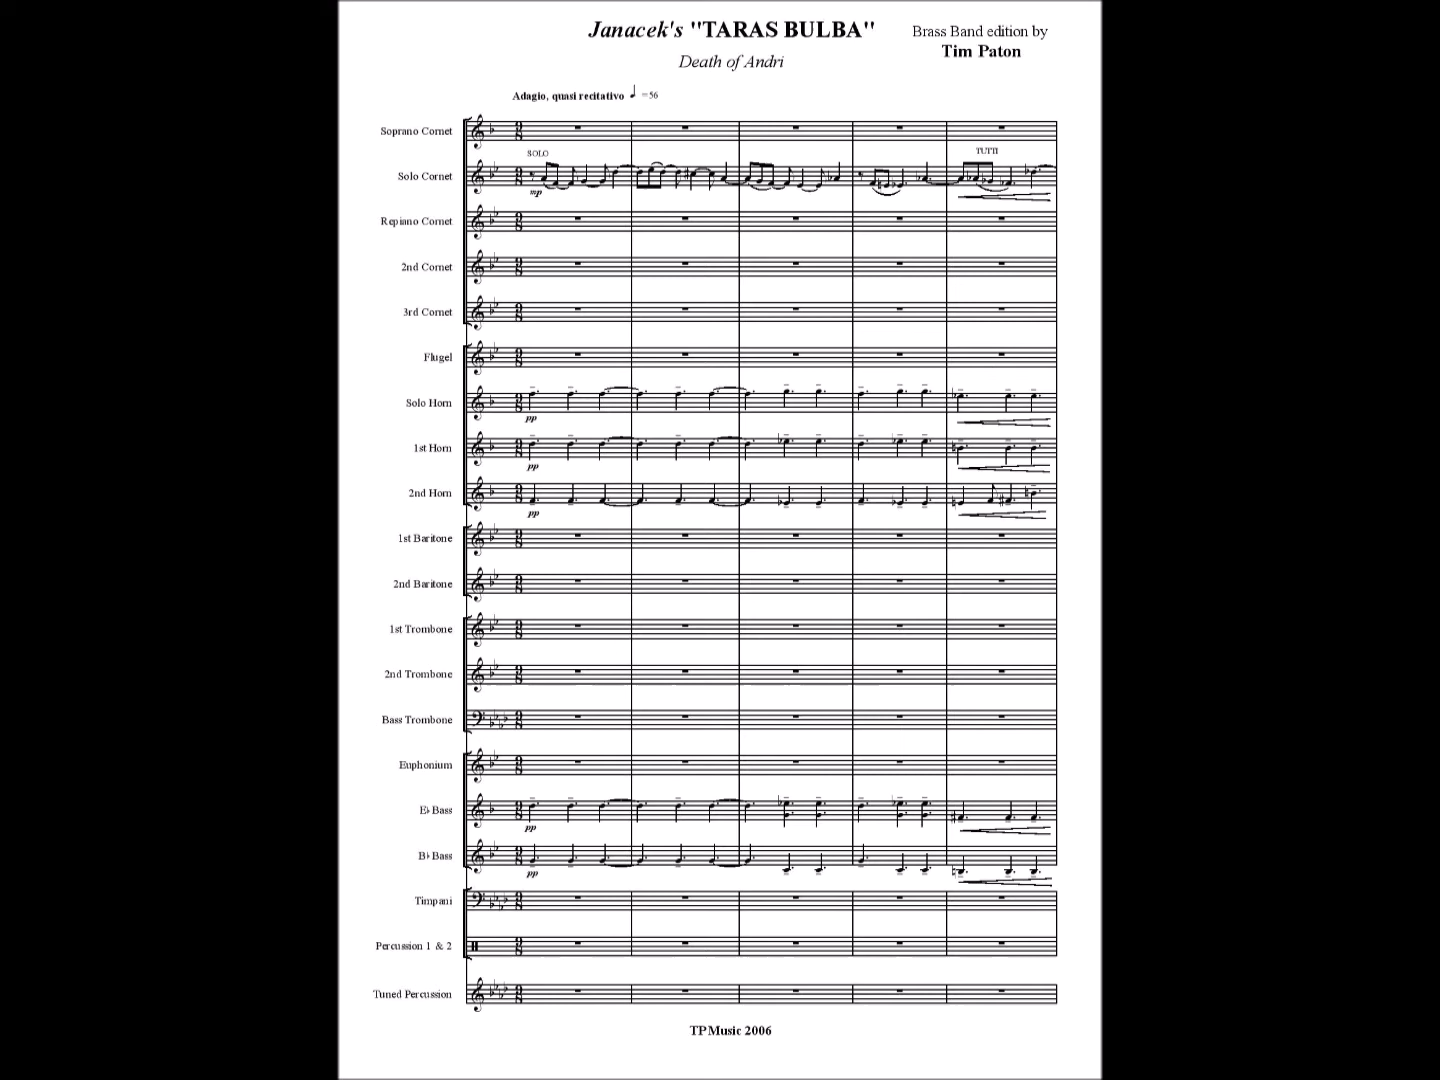 Janacek's "TARAS BULBA"
Brass Band edition by
Tim Paton
Death of Andri
Adagio, quasi recitativo ♩ =56
Soprano Cornet
SOLO
TUTTI
Solo Cornet
mp
Repiano Cornet
2nd Cornet
3rd Cornet
Flugel
Solo Horn
pp
1st Horn
pp
2nd Horn
pp
1st Baritone
2nd Baritone
1st Trombone
2nd Trombone
Bass Trombone
Euphonium
E♭ Bass
pp
B♭ Bass
pp
Timpani
Percussion 1 & 2
Tuned Percussion
TPMusic 2006